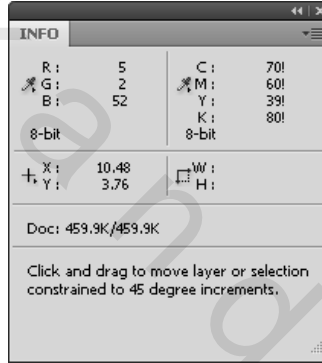 INFO
R : 5 C : 70!
G : 2 M : 60!
B : 52 Y : 39!
K : 80!
8-bit 8-bit
X : 10.48 W :
Y : 3.76 H :
Doc: 459.9K/459.9K
Click and drag to move layer or selection
constrained to 45 degree increments.